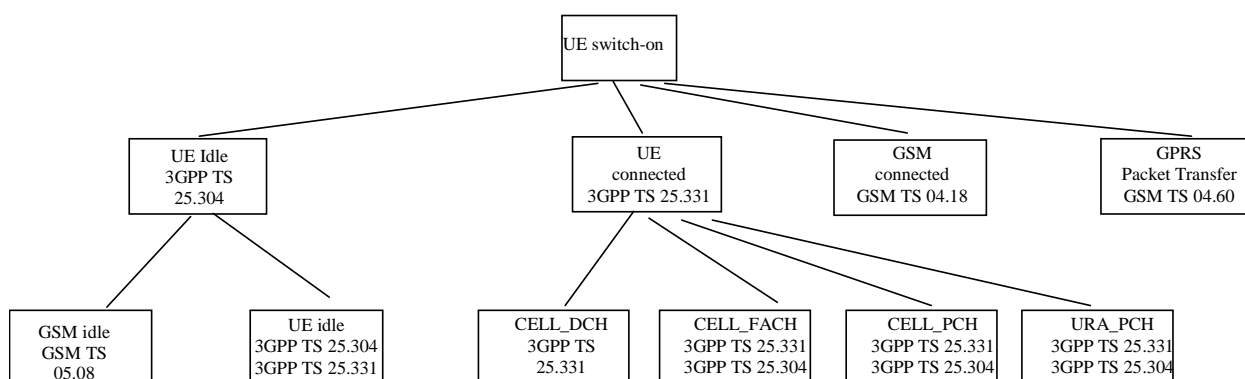 UE switch-on
UE Idle
3GPP TS
25.304
UE
connected
3GPP TS 25.331
GSM
connected
GSM TS 04.18
GPRS
Packet Transfer
GSM TS 04.60
GSM idle
GSM TS
05.08
UE idle
3GPP TS 25.304
3GPP TS 25.331
CELL_DCH
3GPP TS
25.331
CELL_FACH
3GPP TS 25.331
3GPP TS 25.304
CELL_PCH
3GPP TS 25.331
3GPP TS 25.304
URA_PCH
3GPP TS 25.331
3GPP TS 25.304